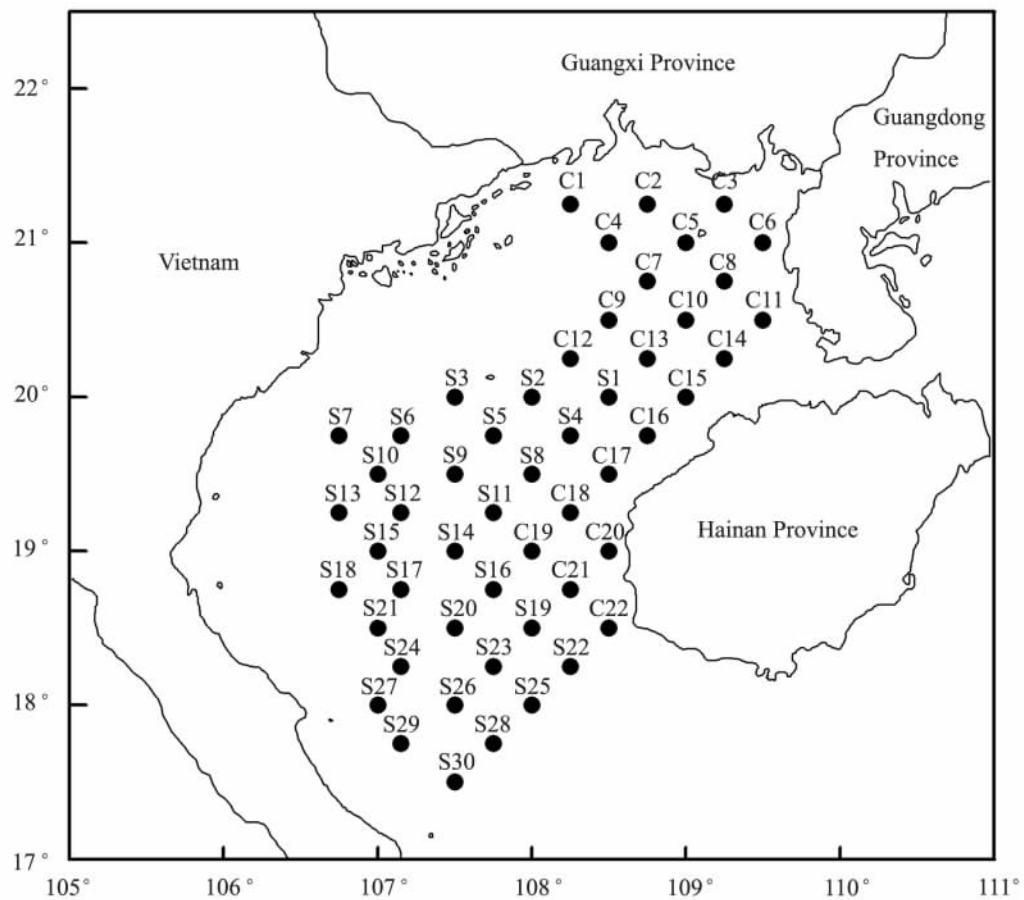 Guangxi Province
22°
Guangdong
Province
C1 C2 C3
21° C4 C5 C6
Vietnam
C7 C8
C9 C10 C11
C12 C13 C14
20° S3 S2 S1 C15
S7 S6 S5 S4 C16
S10 S9 S8 C17
S13 S12 S11 C18
Hainan Province
19° S15 S14 C19 C20
S18 S17 S16 C21
S21 S20 S19 C22
S24 S23 S22
18° S27 S26 S25
S29 S28
S30
17°
105° 106° 107° 108° 109° 110° 111°